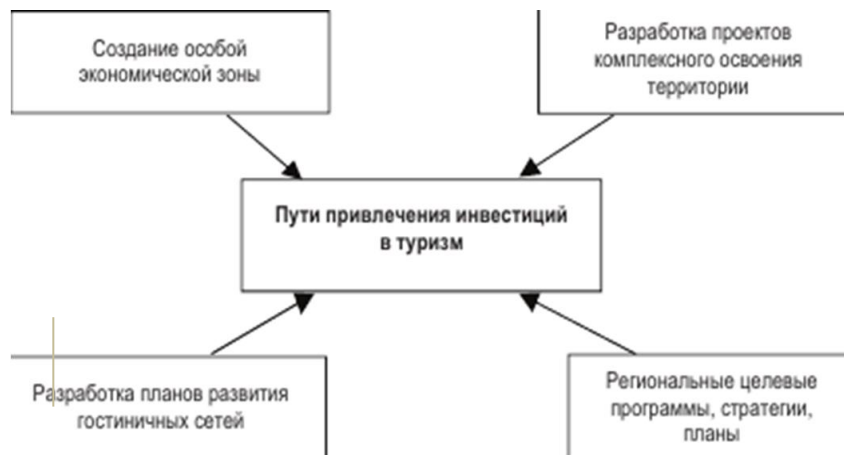 Создание особой
экономической зоны
Разработка проектов
комплексного освоения
территории
Пути привлечения инвестиций
в туризм
Разработка планов развития
гостиничных сетей
Региональные целевые
программы, стратегии,
планы